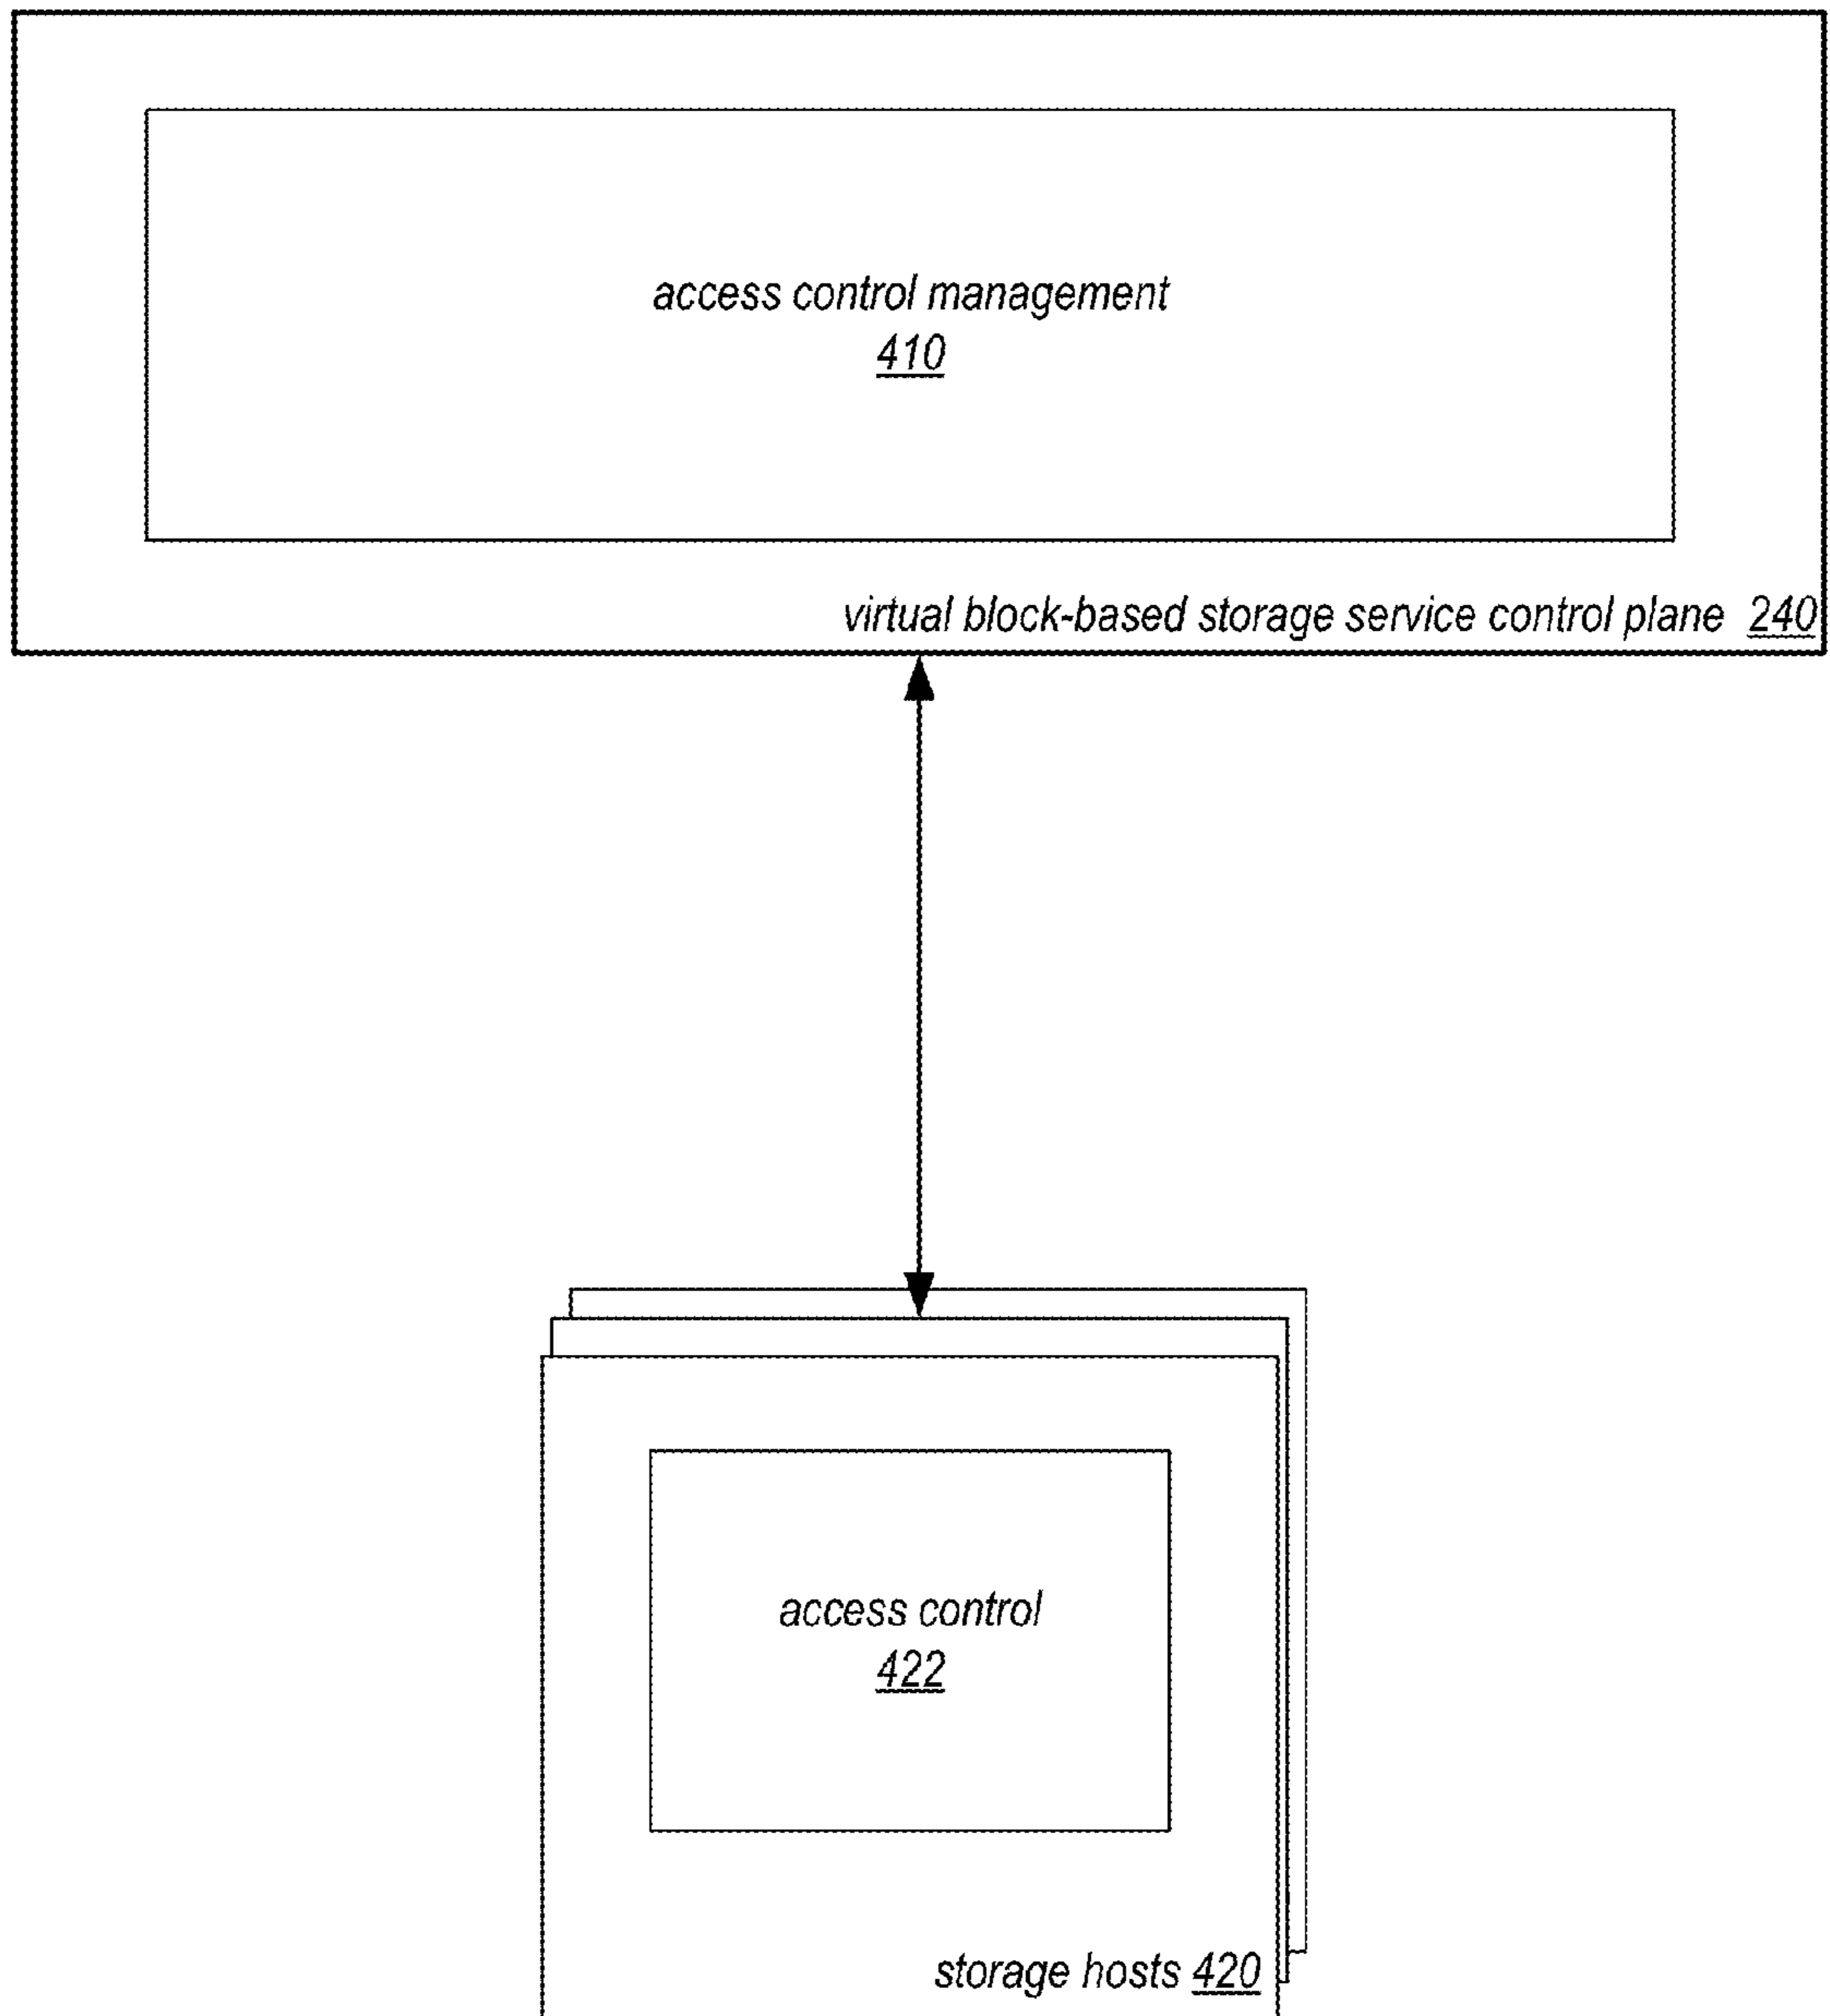 access control management
410
virtual block-based storage service control plane 240
access control
422
storage hosts 420